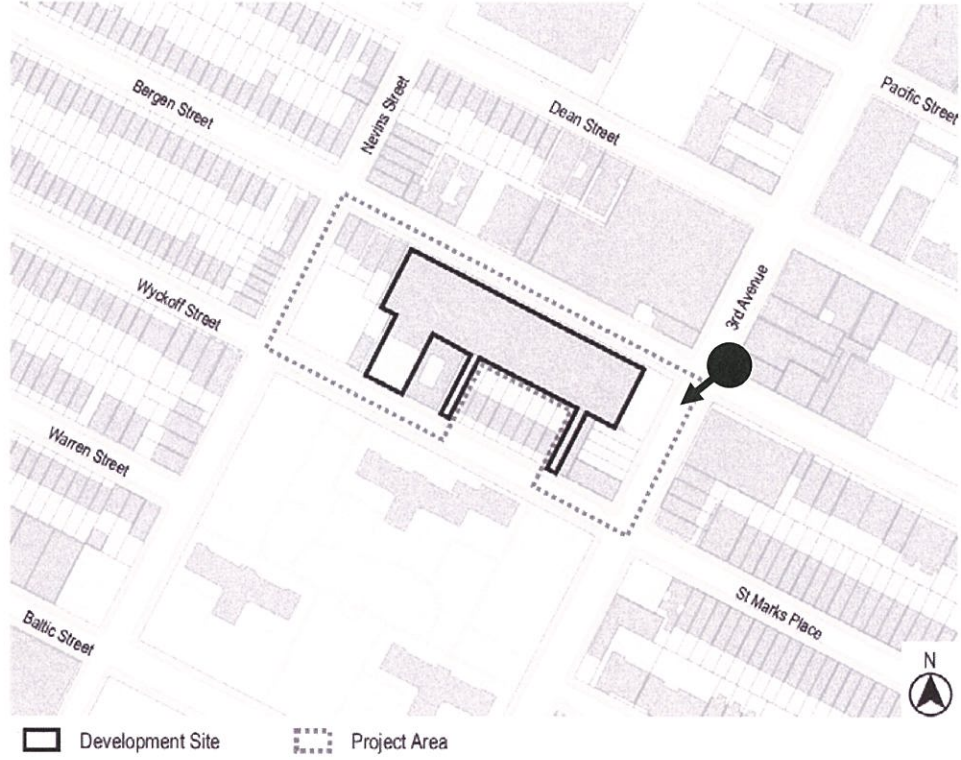 Pacific Street
Bergen Street
Nevins Street
Dean Street
3rd Avenue
Wyckoff Street
Warren Street
St Marks Place
Baltic Street
N
Development Site
Project Area